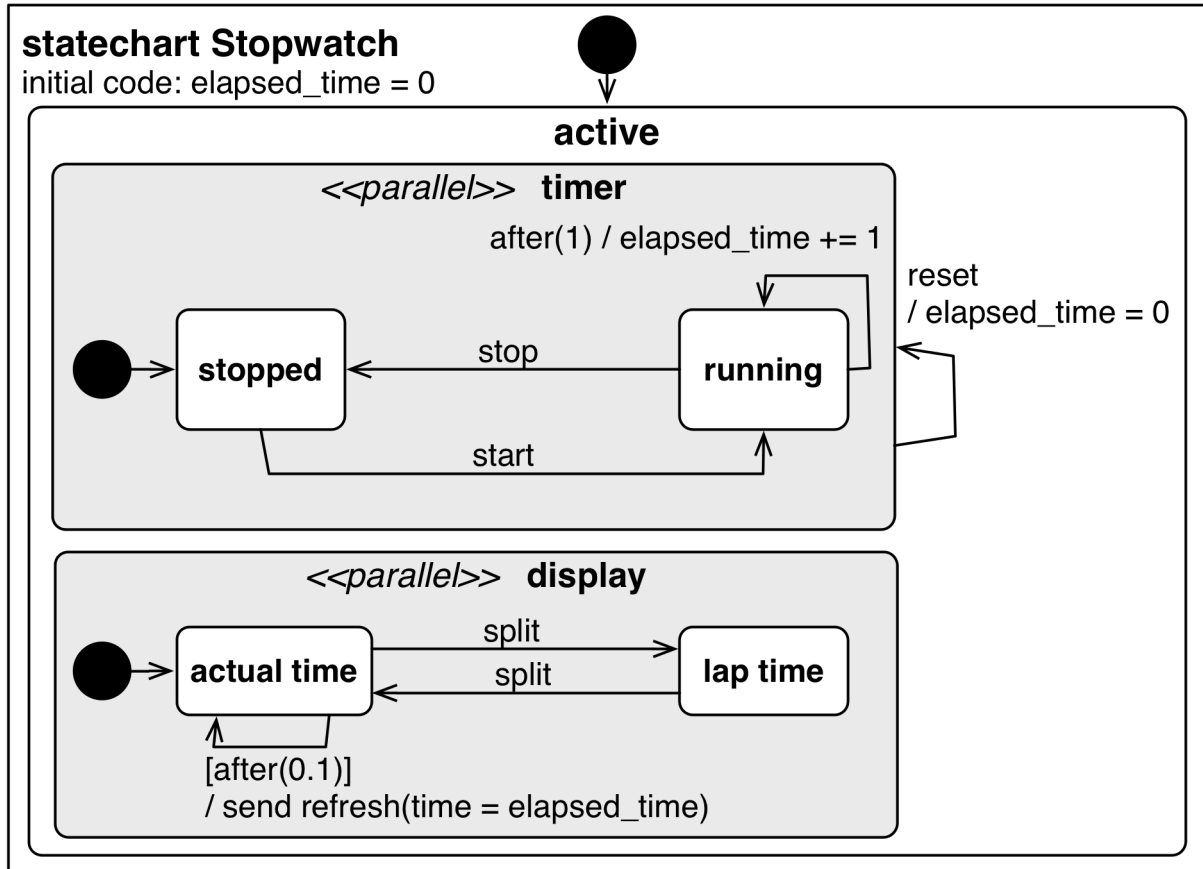 statechart Stopwatch
initial code: elapsed_time = 0
active
<<parallel>> timer
after(1) / elapsed_time += 1
reset
/ elapsed_time = 0
stopped
stop
running
start
<<parallel>> display
actual time
split
split
lap time
[after(0.1)]
/ send refresh(time = elapsed_time)